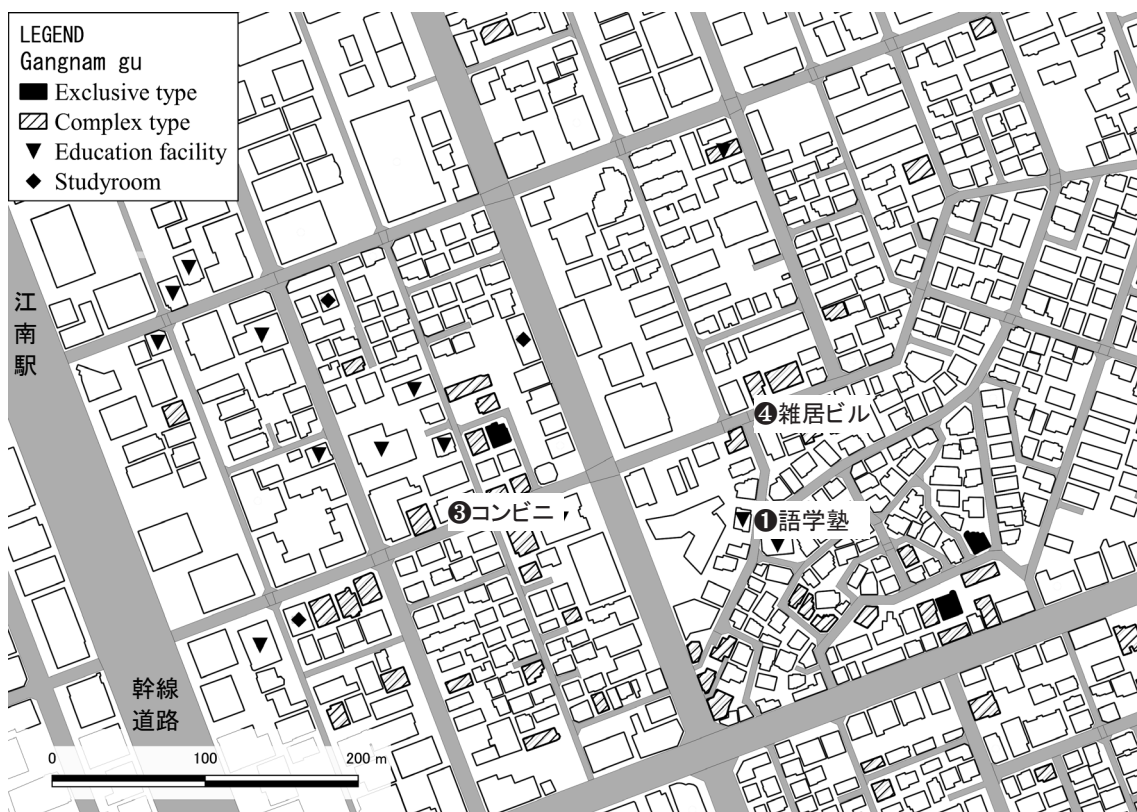 LEGEND
Gangnam gu
Exclusive type
Complex type
Education facility
Studyroom
江南駅
❹雑居ビル
❸コンビニ
❶語学塾
幹線
道路
0 100 200 m